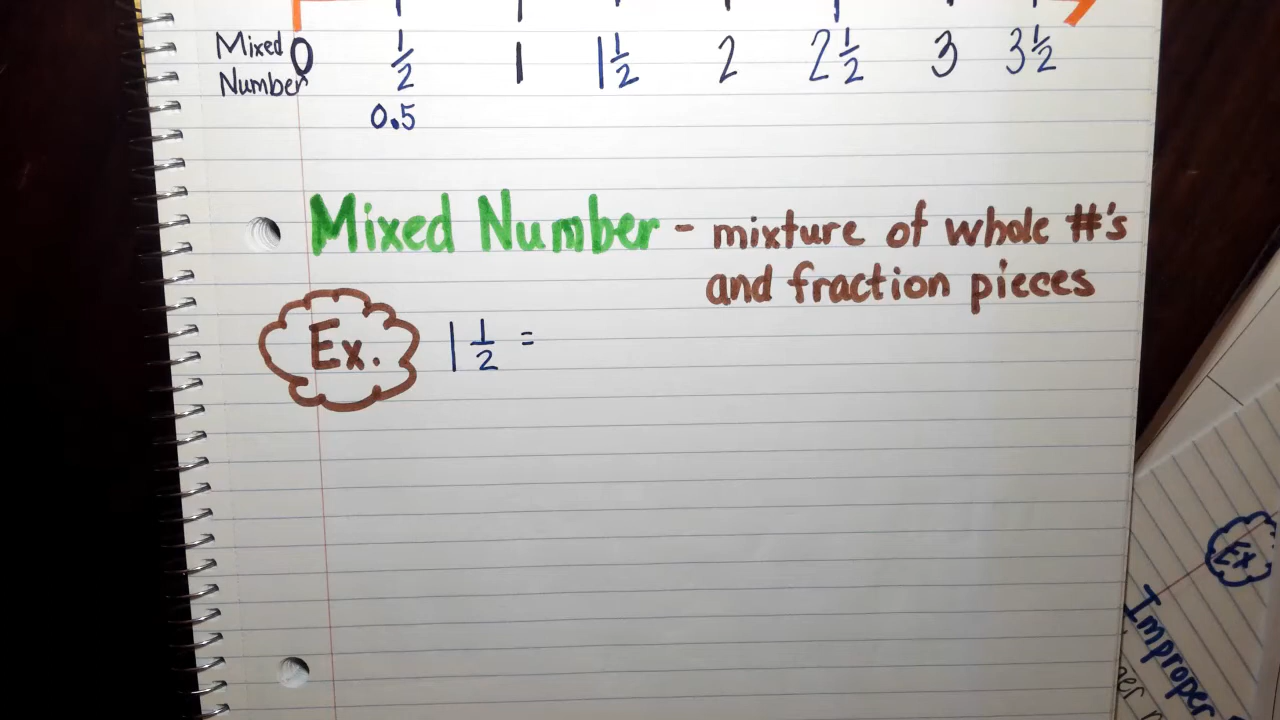 Mixed Number 0 1/2 1 1 1/2 2 2 1/2 3 3 1/2
0.5
Mixed Number - mixture of whole #'s
and fraction pieces
Ex. 1 1/2 =
Ex
Improper